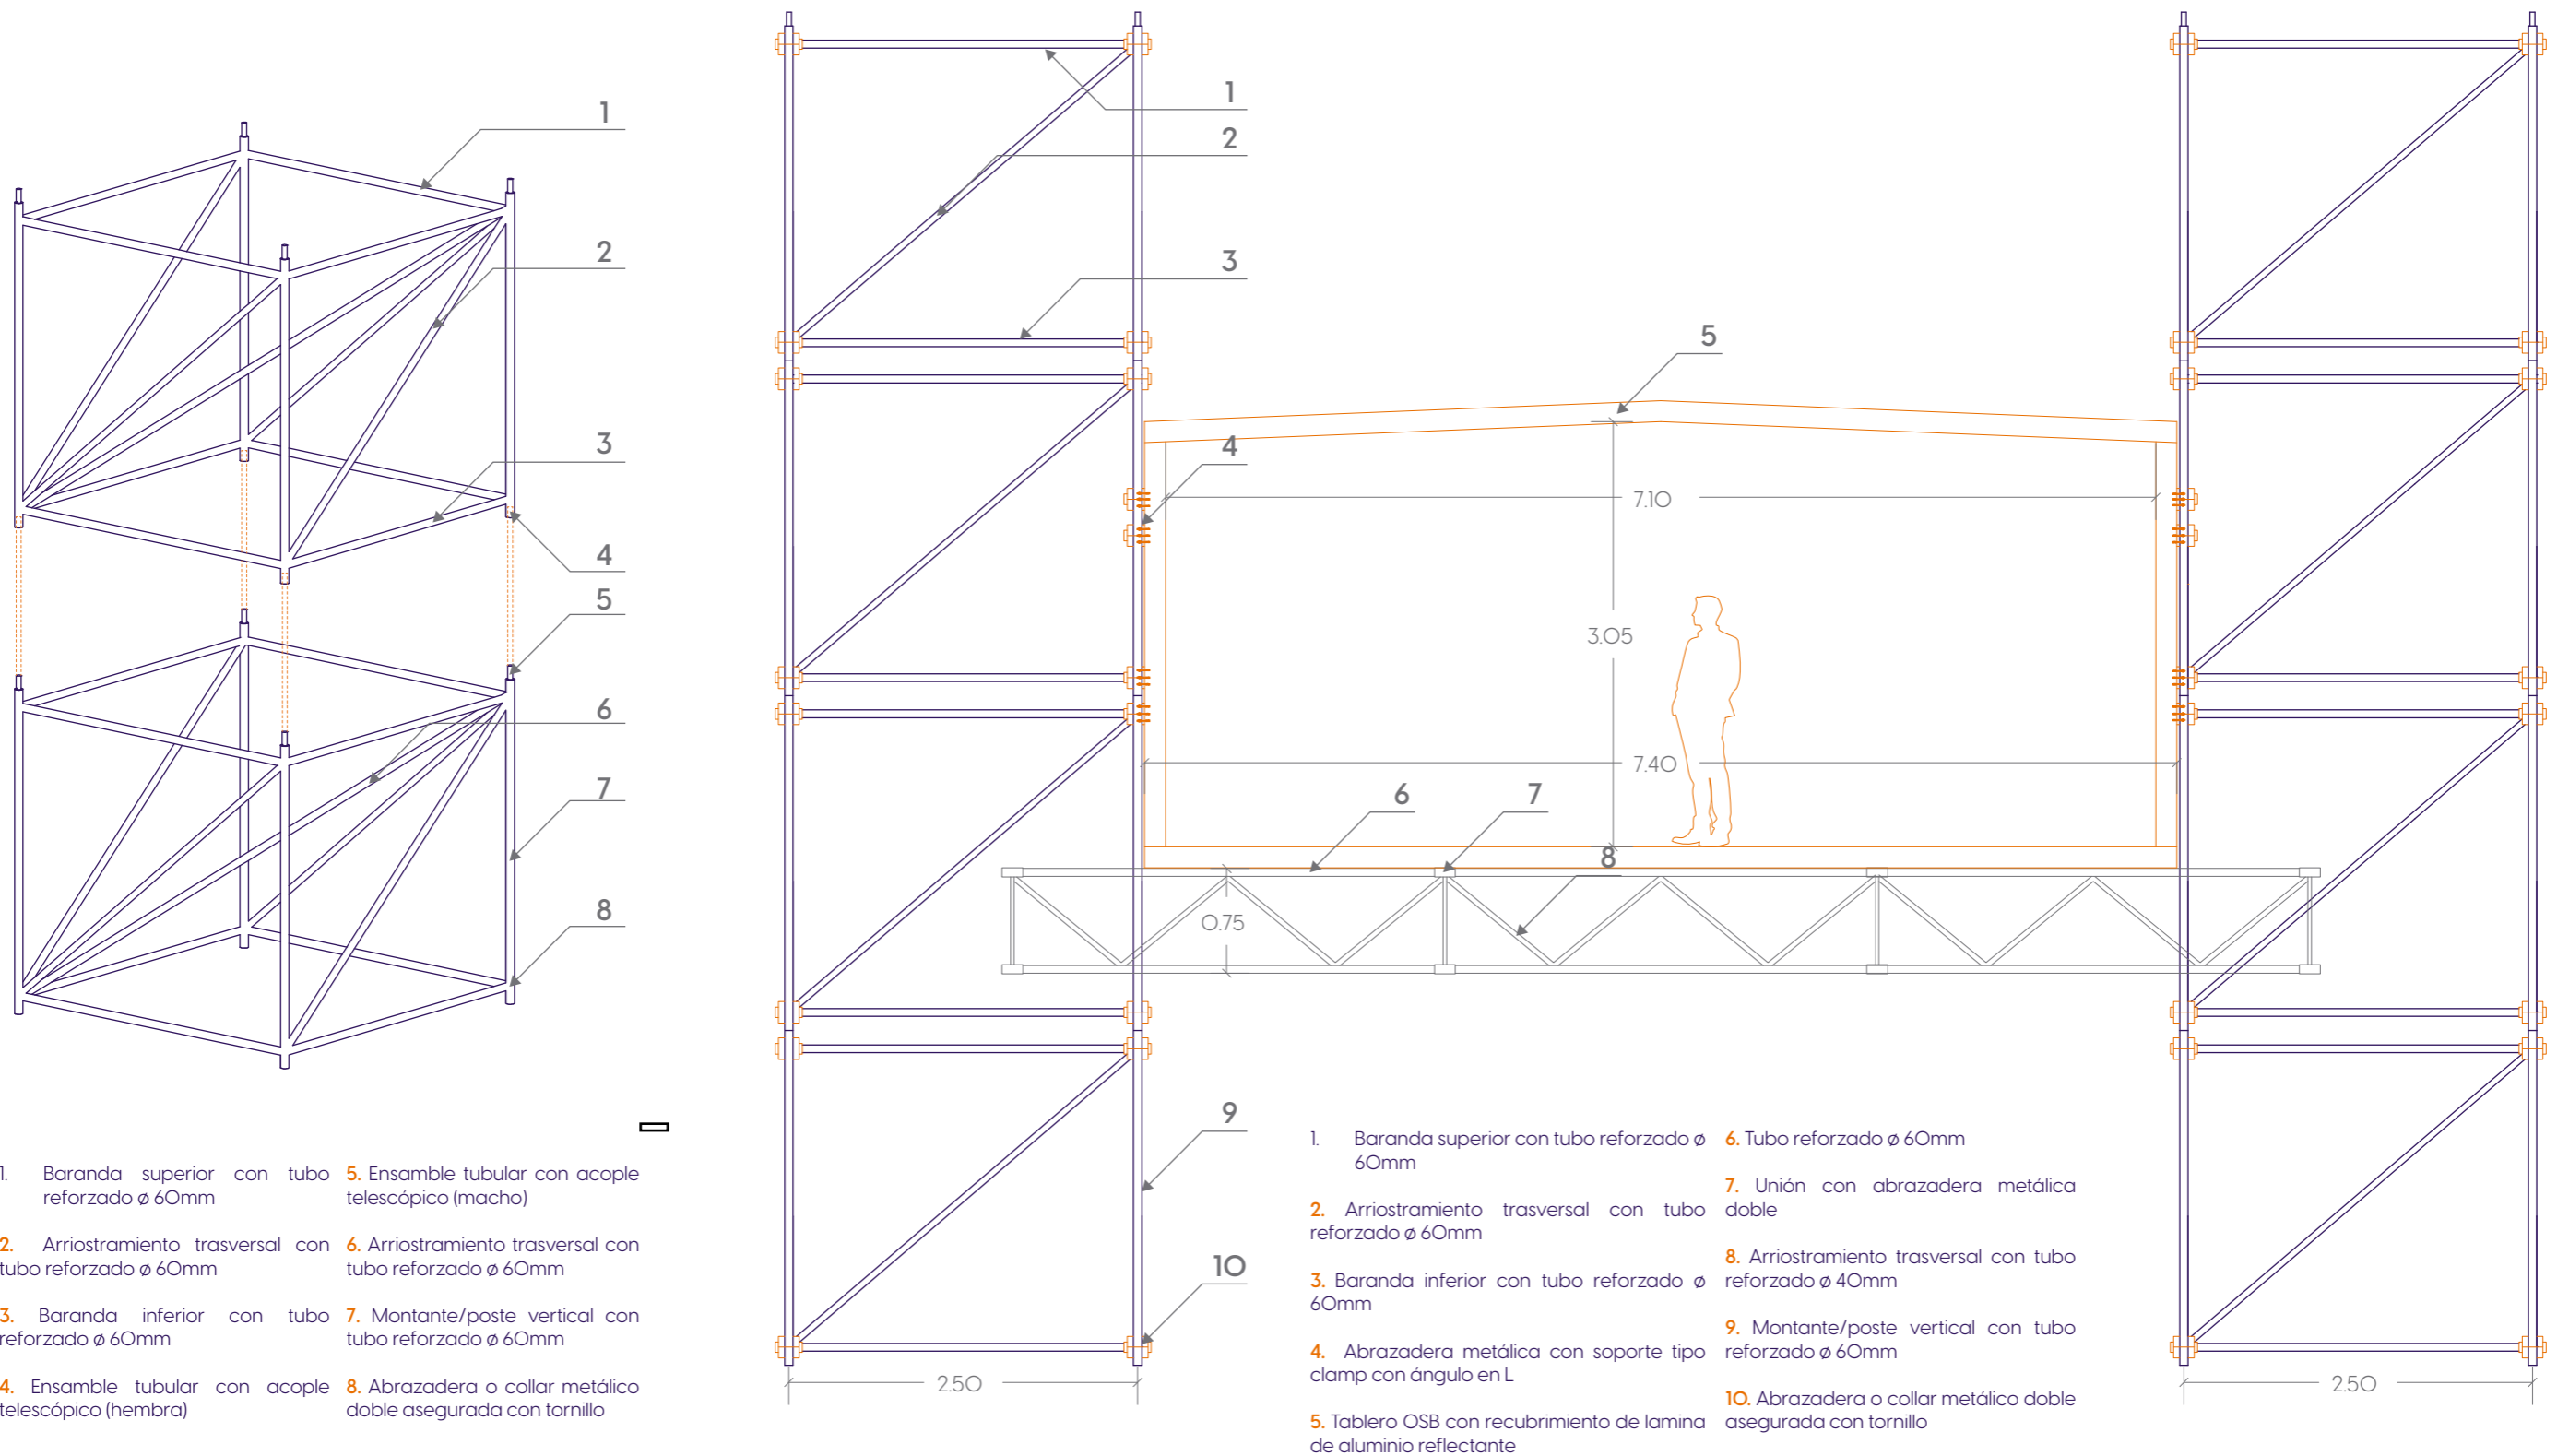 1
2
3
4
5
6
7
8
1. Baranda superior con tubo
reforzado ø 60mm
2. Arriostramiento trasversal con
tubo reforzado ø 60mm
3. Baranda inferior con tubo
reforzado ø 60mm
4. Ensamble tubular con acople
telescópico (hembra)
5. Ensamble tubular con acople
telescópico (macho)
6. Arriostramiento trasversal con
tubo reforzado ø 60mm
7. Montante/poste vertical con
tubo reforzado ø 60mm
8. Abrazadera o collar metálico
doble asegurada con tornillo
1
2
3
5
4
7.10
3.05
7.40
6
7
8
0.75
9
10
2.50
2.50
1. Baranda superior con tubo reforzado ø
60mm
2. Arriostramiento trasversal con tubo
reforzado ø 60mm
3. Baranda inferior con tubo reforzado ø
60mm
4. Abrazadera metálica con soporte tipo
clamp con ángulo en L
5. Tablero OSB con recubrimiento de lamina
de aluminio reflectante
6. Tubo reforzado ø 60mm
7. Unión con abrazadera metálica
doble
8. Arriostramiento trasversal con tubo
reforzado ø 40mm
9. Montante/poste vertical con tubo
reforzado ø 60mm
10. Abrazadera o collar metálico doble
asegurada con tornillo